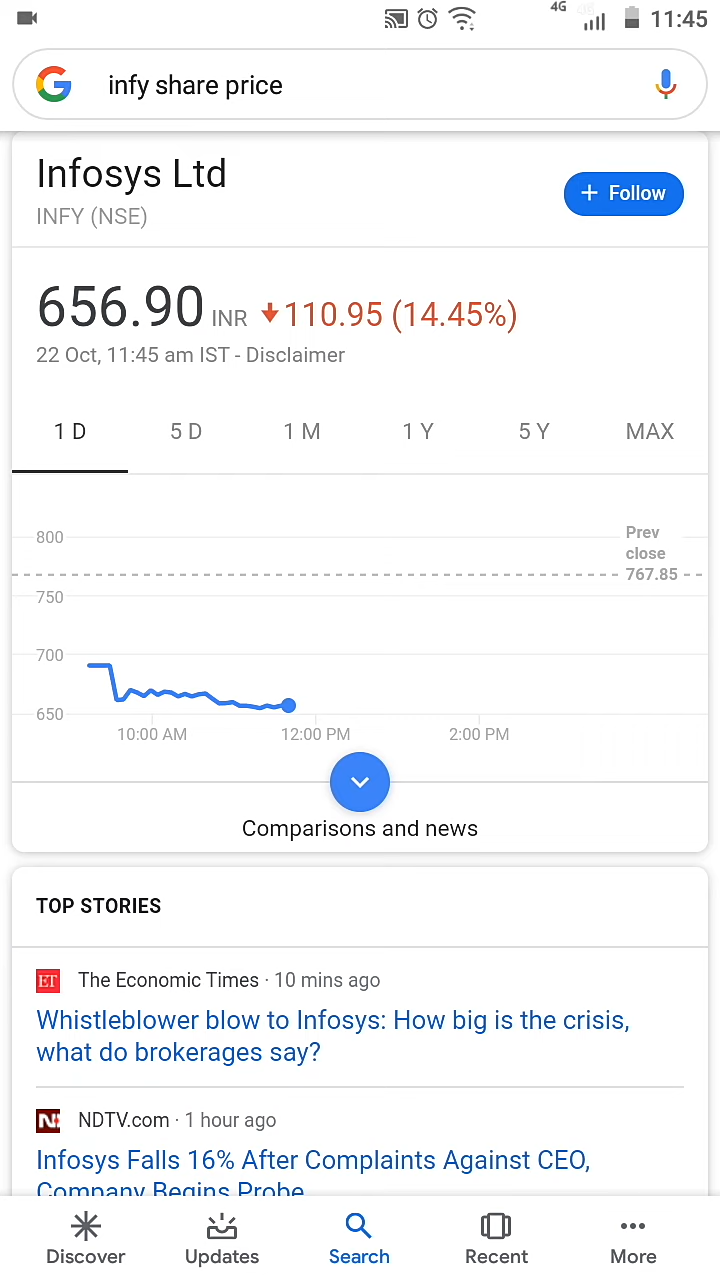 4G 11:45
infy share price
Infosys Ltd
INFY (NSE)
+ Follow
656.90 INR 110.95 (14.45%)
22 Oct, 11:45 am IST - Disclaimer
1 D 5 D 1 M 1 Y 5 Y MAX
800
Prev
close
767.85
750
700
650
10:00 AM 12:00 PM 2:00 PM
Comparisons and news
TOP STORIES
ET The Economic Times · 10 mins ago
Whistleblower blow to Infosys: How big is the crisis,
what do brokerages say?
N NDTV.com · 1 hour ago
Infosys Falls 16% After Complaints Against CEO,
Company Begins Probe
Discover Updates Search Recent More